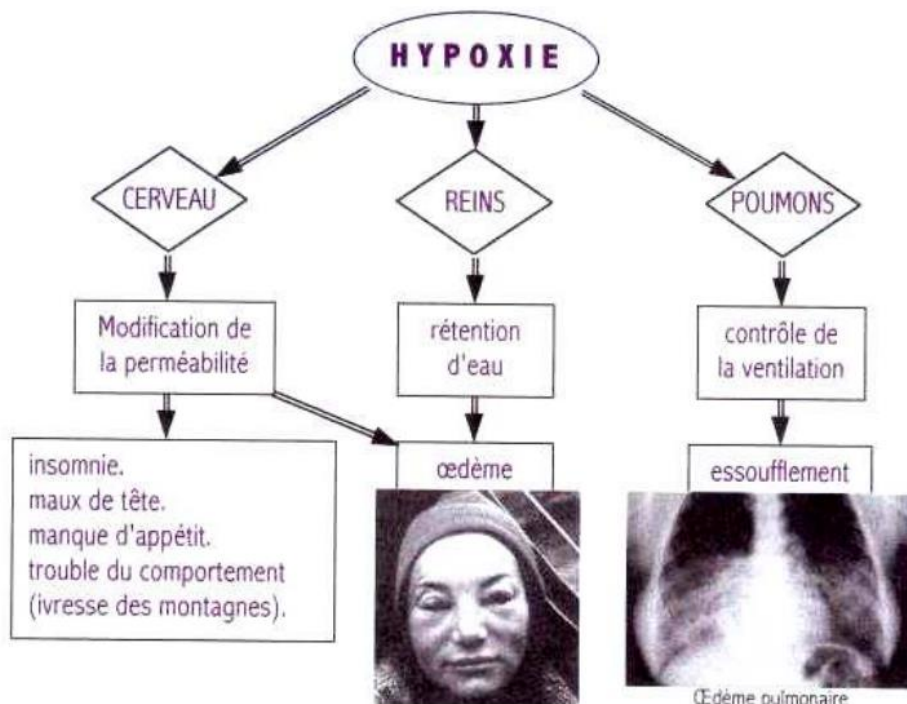 HYPOXIE
CERVEAU
REINS
POUMONS
Modification de
la perméabilité
rétention
d'eau
contrôle de
la ventilation
insomnie.
maux de tête.
manque d'appétit.
trouble du comportement
(ivresse des montagnes).
œdème
essoufflement
Œdème pulmonaire